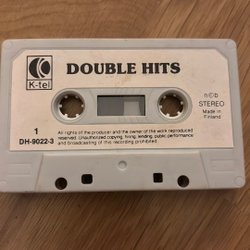 K
K-tel
DOUBLE HITS
n©b
STEREO
Made in
Finland
1
DH-9022-3
All rights of the producer and the owner of the work reproduced
reserved. Unauthorized copying, hiring, lending, public performance
and broadcasting of this recording prohibited